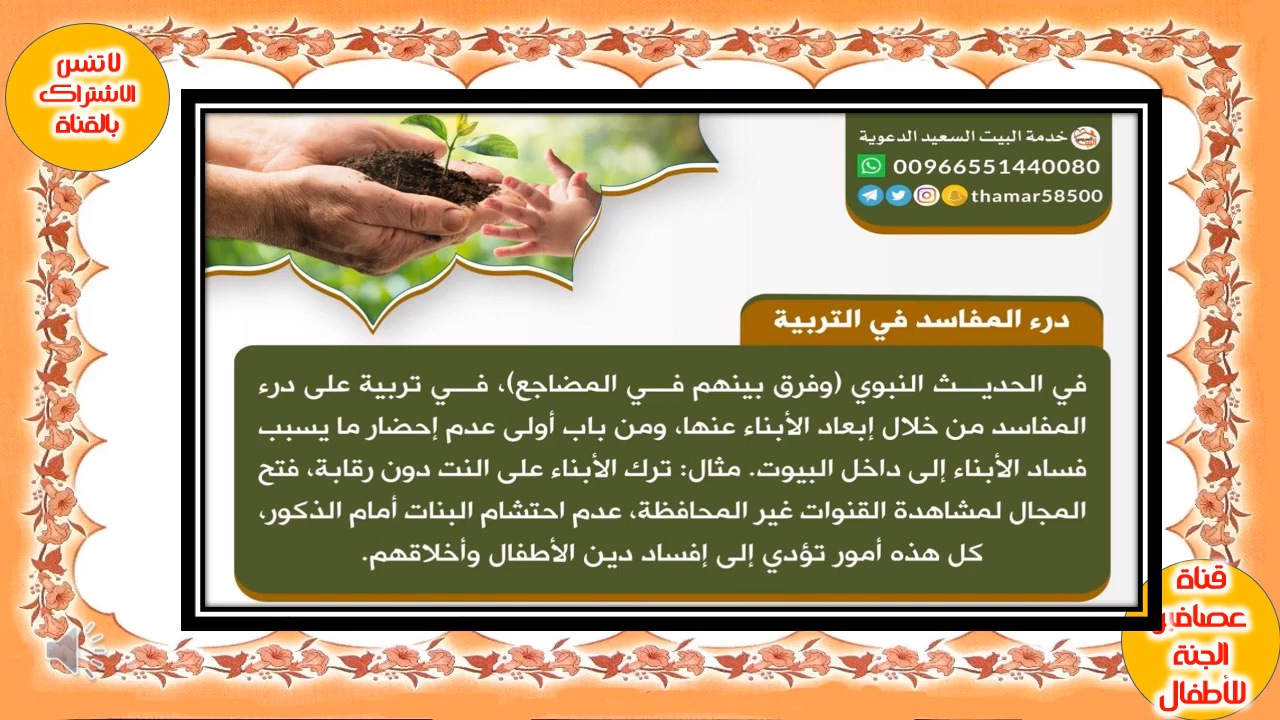 لا تنس
الاشتراك
بالقناة
خدمة البيت السعيد الدعوية
00966551440080
thamar58500
درء المفاسد في التربية
في الحديث النبوي (وفرق بينهم في المضاجع)، في تربية على درء
المفاسد من خلال إبعاد الأبناء عنها، ومن باب أولى عدم إحضار ما يسبب
فساد الأبناء إلى داخل البيوت. مثال: ترك الأبناء على النت دون رقابة، فتح
المجال لمشاهدة القنوات غير المحافظة، عدم احتشام البنات أمام الذكور،
كل هذه أمور تؤدي إلى إفساد دين الأطفال وأخلاقهم.
قناة
عصافير
الجنة
للأطفال